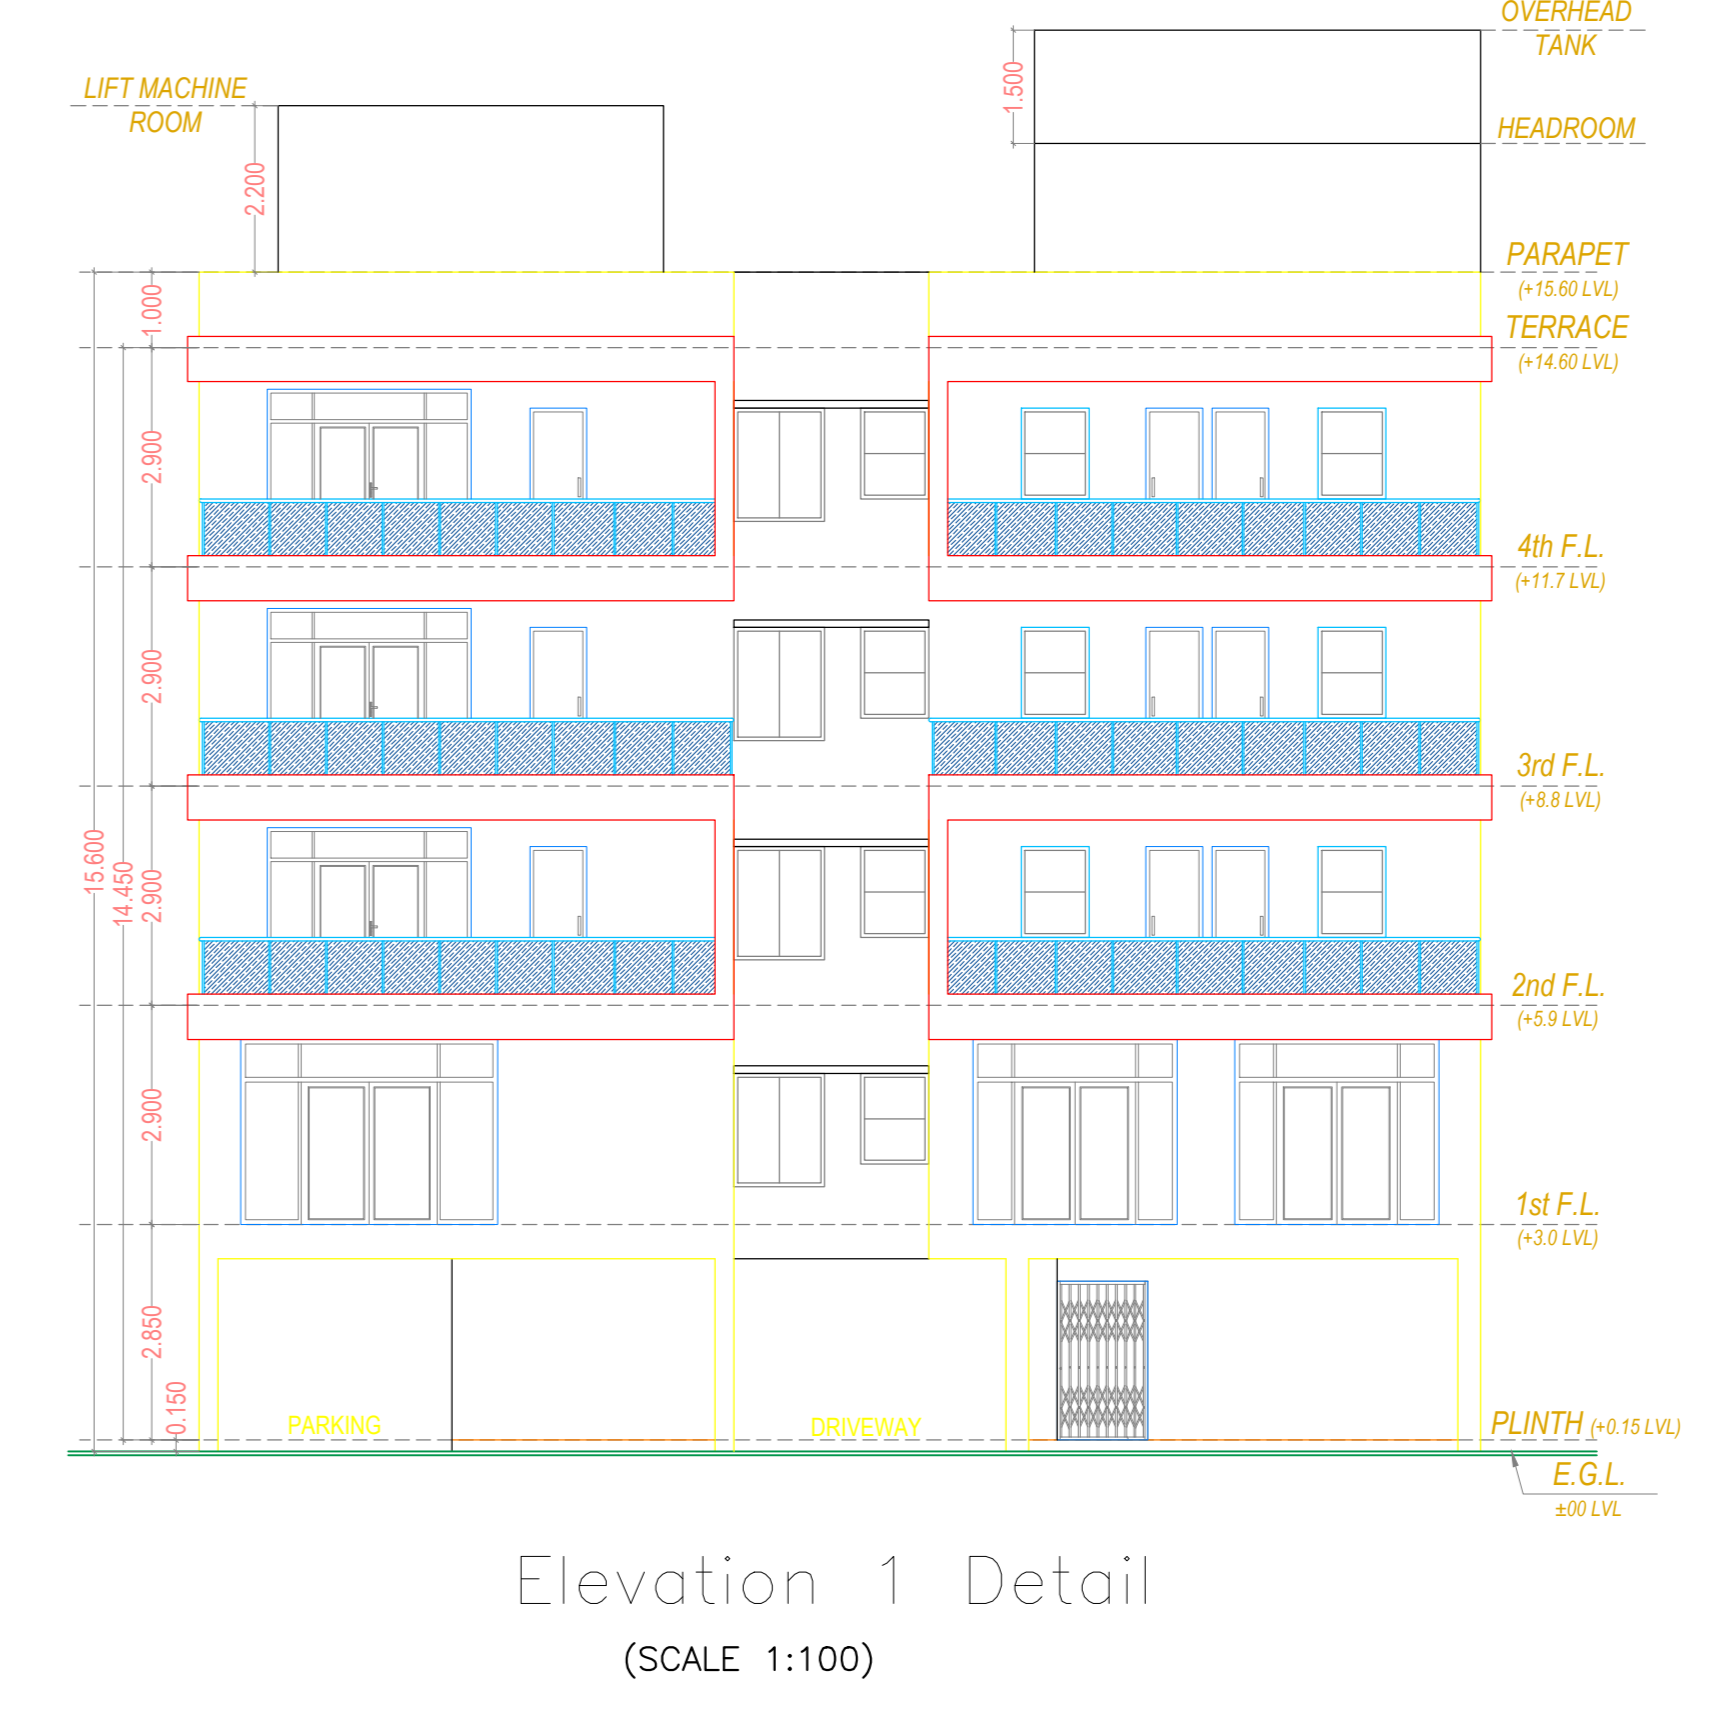 OVERHEAD
TANK
LIFT MACHINE
ROOM
1.500
HEADROOM
2.200
PARAPET
(+15.60 LVL)
1.000
TERRACE
(+14.60 LVL)
2.900
4th F.L.
(+11.7 LVL)
2.900
3rd F.L.
(+8.8 LVL)
15.600
14.450
2.900
2nd F.L.
(+5.9 LVL)
2.900
1st F.L.
(+3.0 LVL)
2.850
0.150
PARKING
DRIVEWAY
PLINTH (+0.15 LVL)
E.G.L.
±00 LVL
Elevation 1 Detail
(SCALE 1:100)